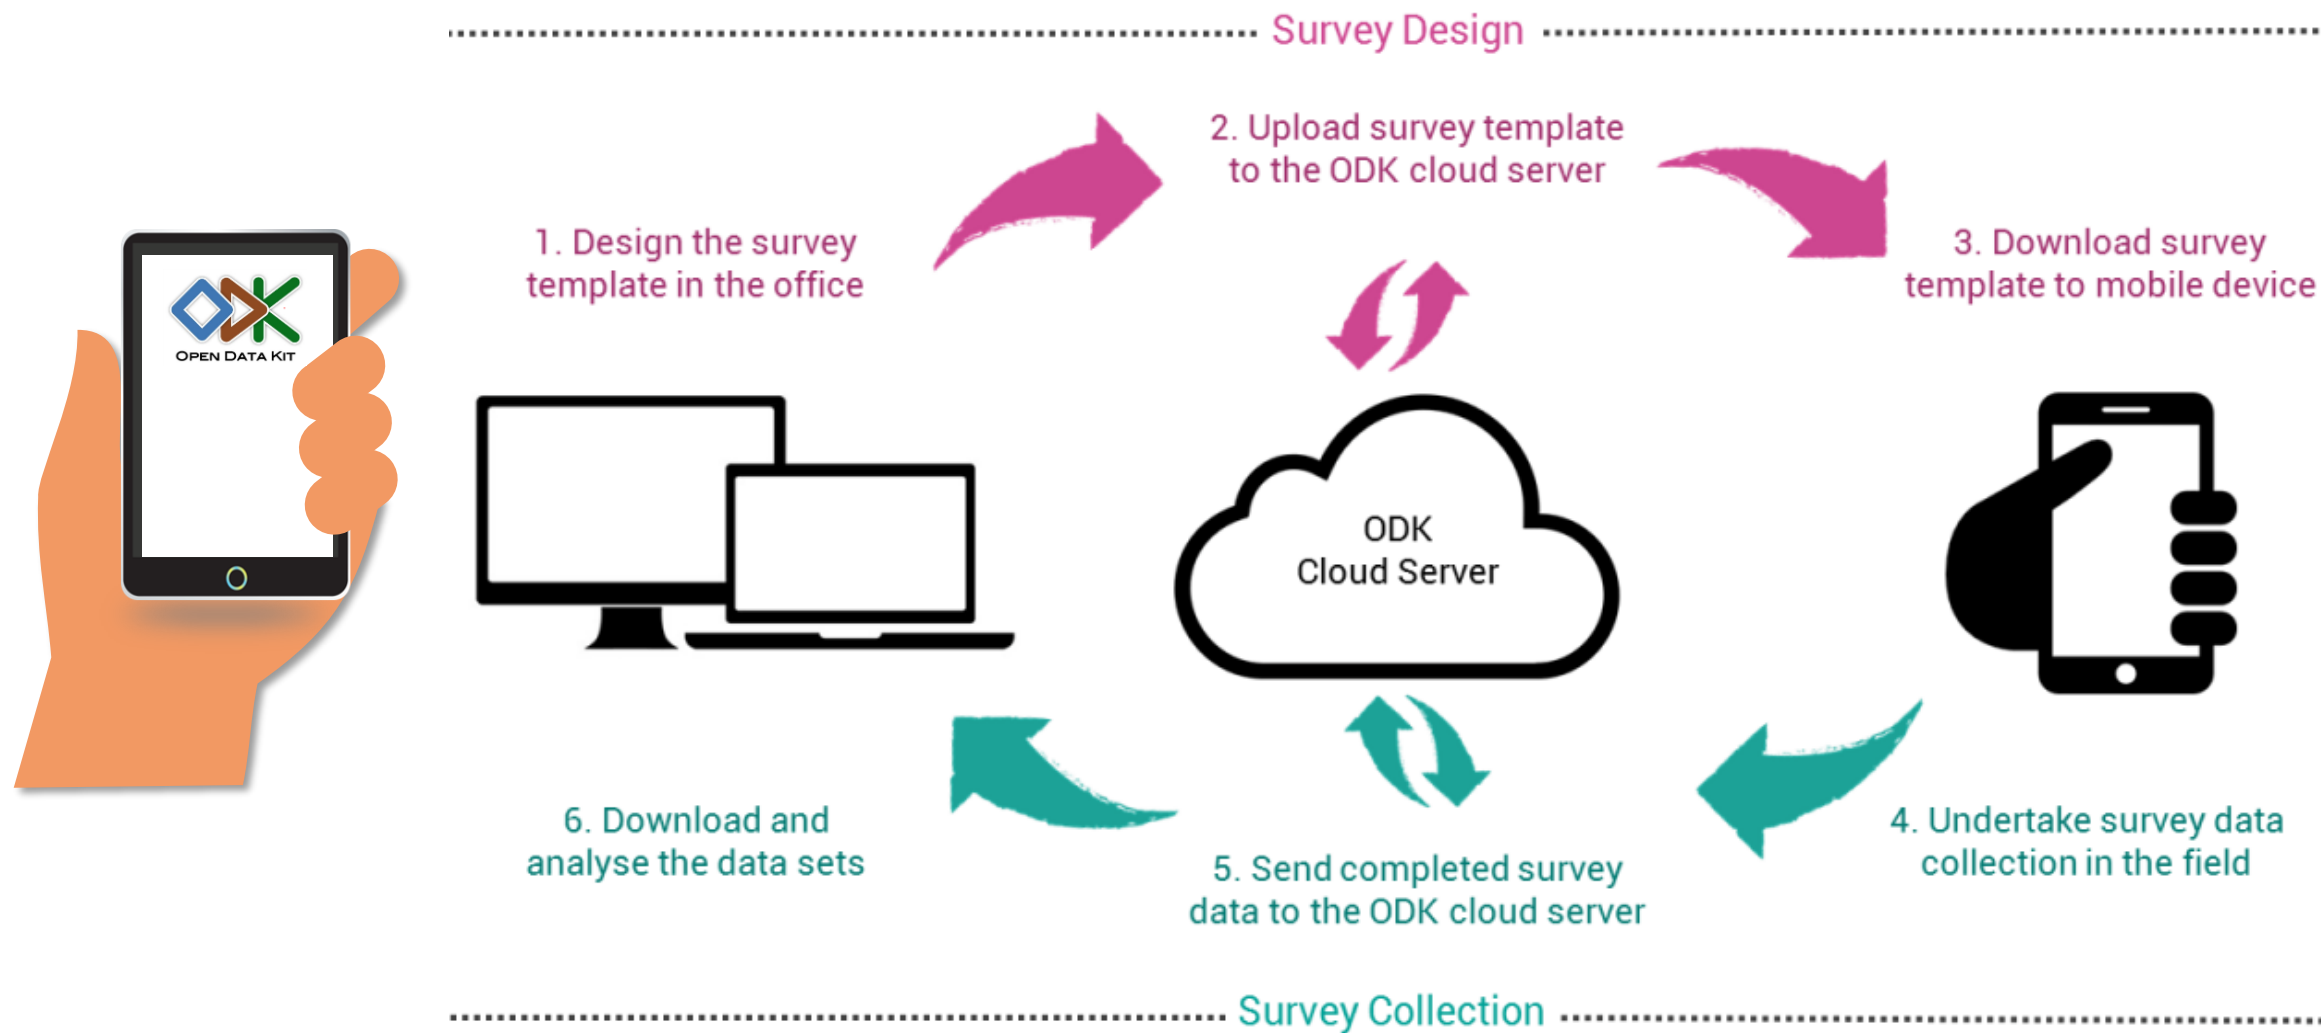 Survey Design
2. Upload survey template
to the ODK cloud server
1. Design the survey
template in the office
3. Download survey
template to mobile device
ODK
OPEN DATA KIT
ODK
Cloud Server
6. Download and
analyse the data sets
5. Send completed survey
data to the ODK cloud server
4. Undertake survey data
collection in the field
Survey Collection